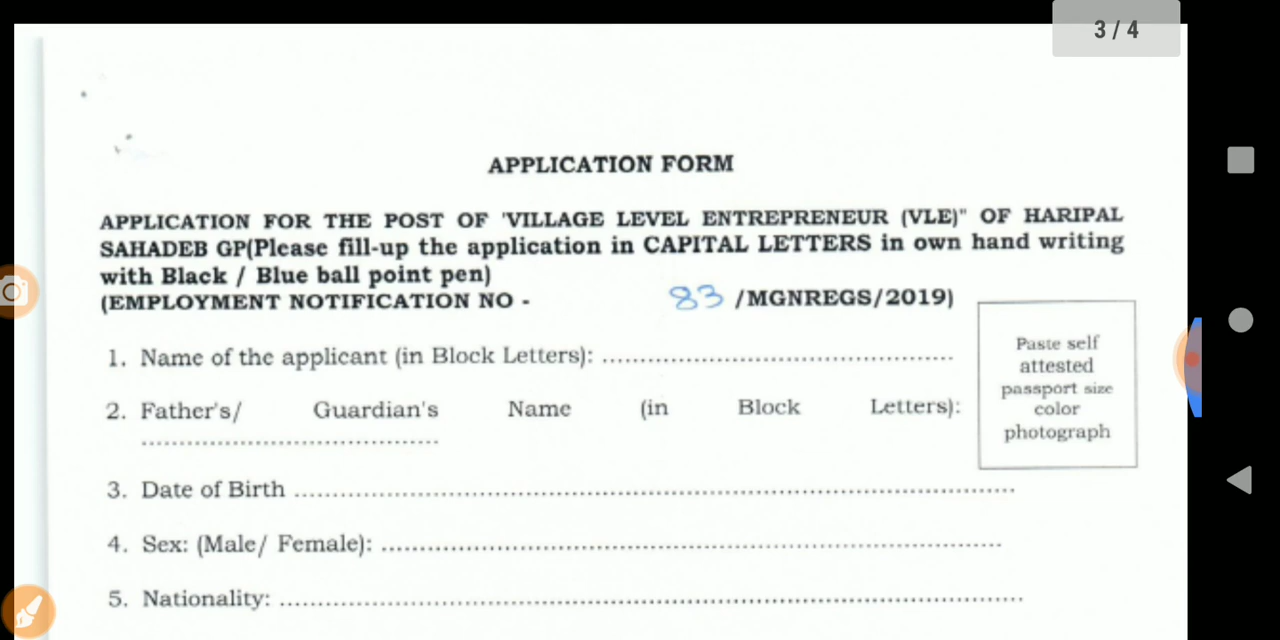 3 / 4
APPLICATION FORM
APPLICATION FOR THE POST OF 'VILLAGE LEVEL ENTREPRENEUR (VLE)" OF HARIPAL
SAHADEB GP(Please fill-up the application in CAPITAL LETTERS in own hand writing
with Black / Blue ball point pen)
(EMPLOYMENT NOTIFICATION NO - 83 /MGNREGS/2019)
Paste self
attested
passport size
color
photograph
1. Name of the applicant (in Block Letters): ................................................
2. Father's/ Guardian's Name (in Block Letters):
........................................
3. Date of Birth ................................................................................
4. Sex: (Male/ Female): ......................................................................
5. Nationality: ...................................................................................